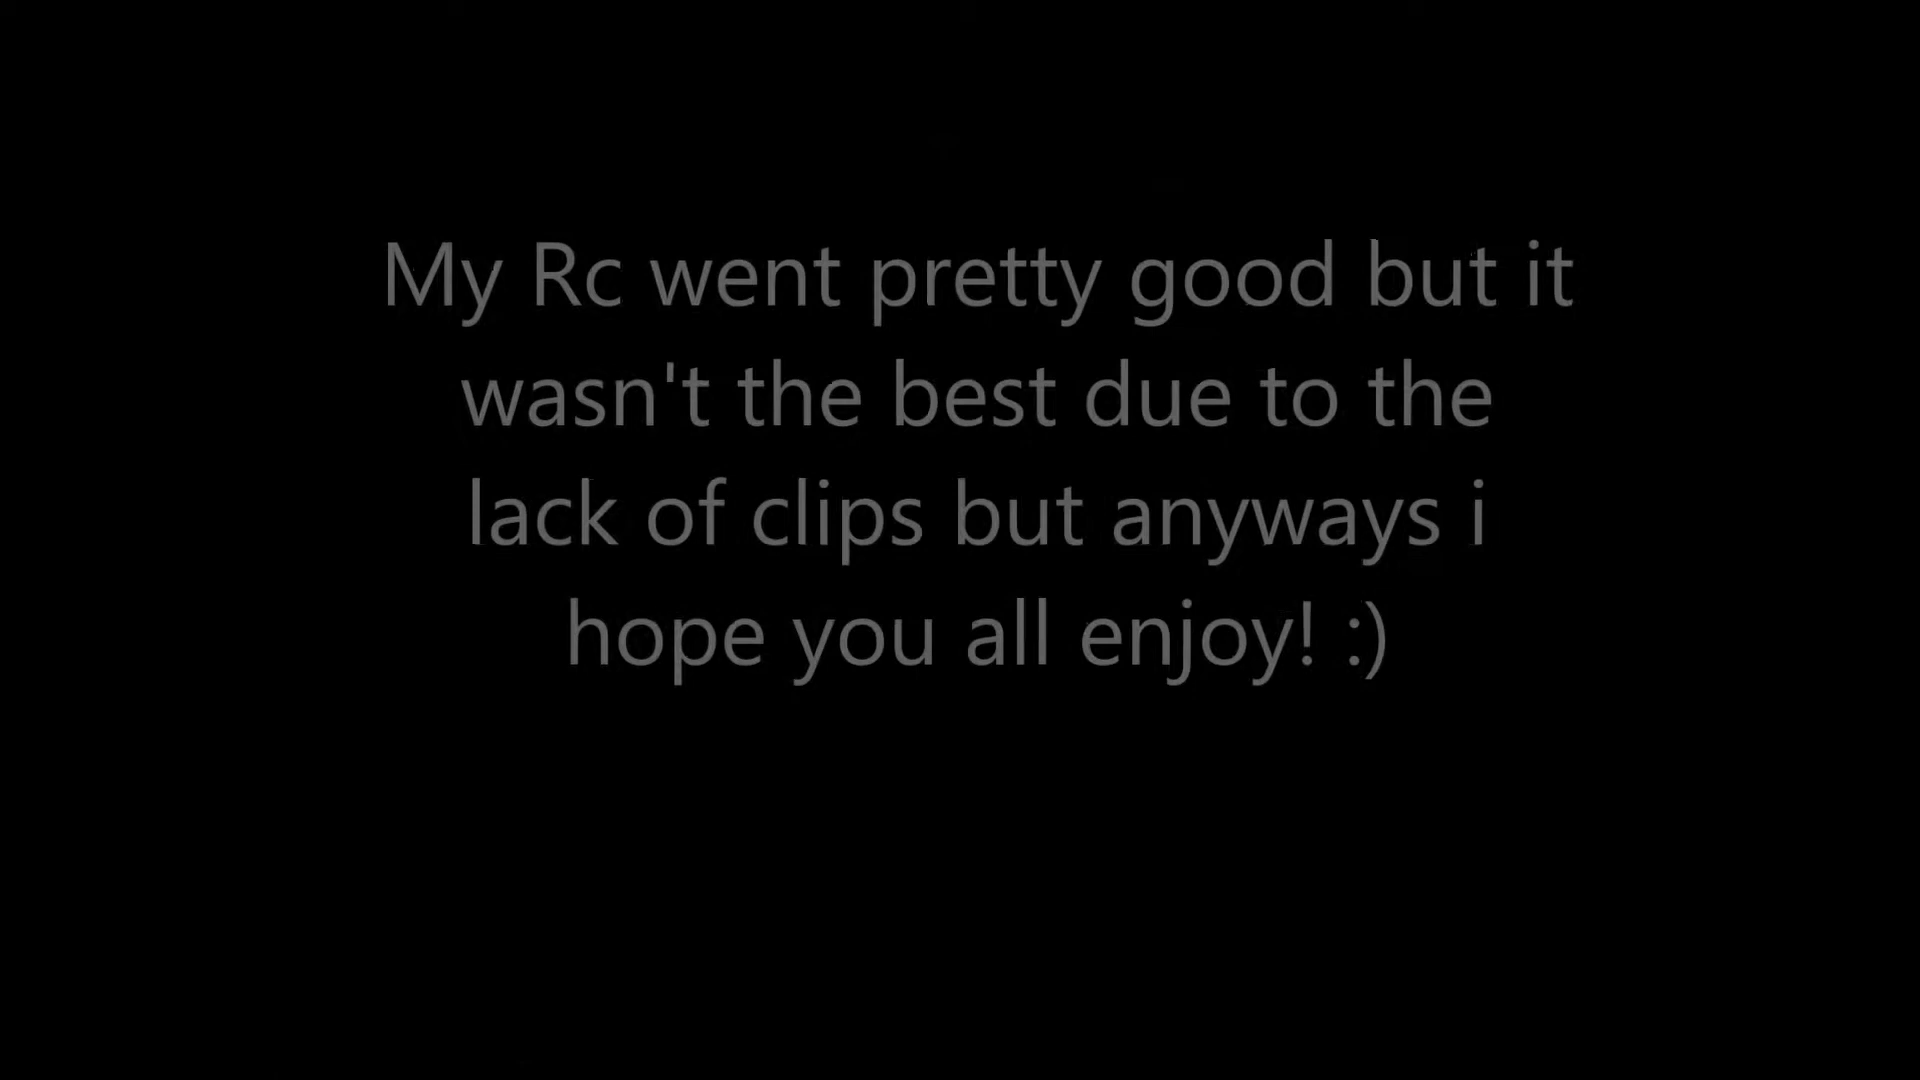 My Rc went pretty good but it
wasn't the best due to the
lack of clips but anyways i
hope you all enjoy! :)